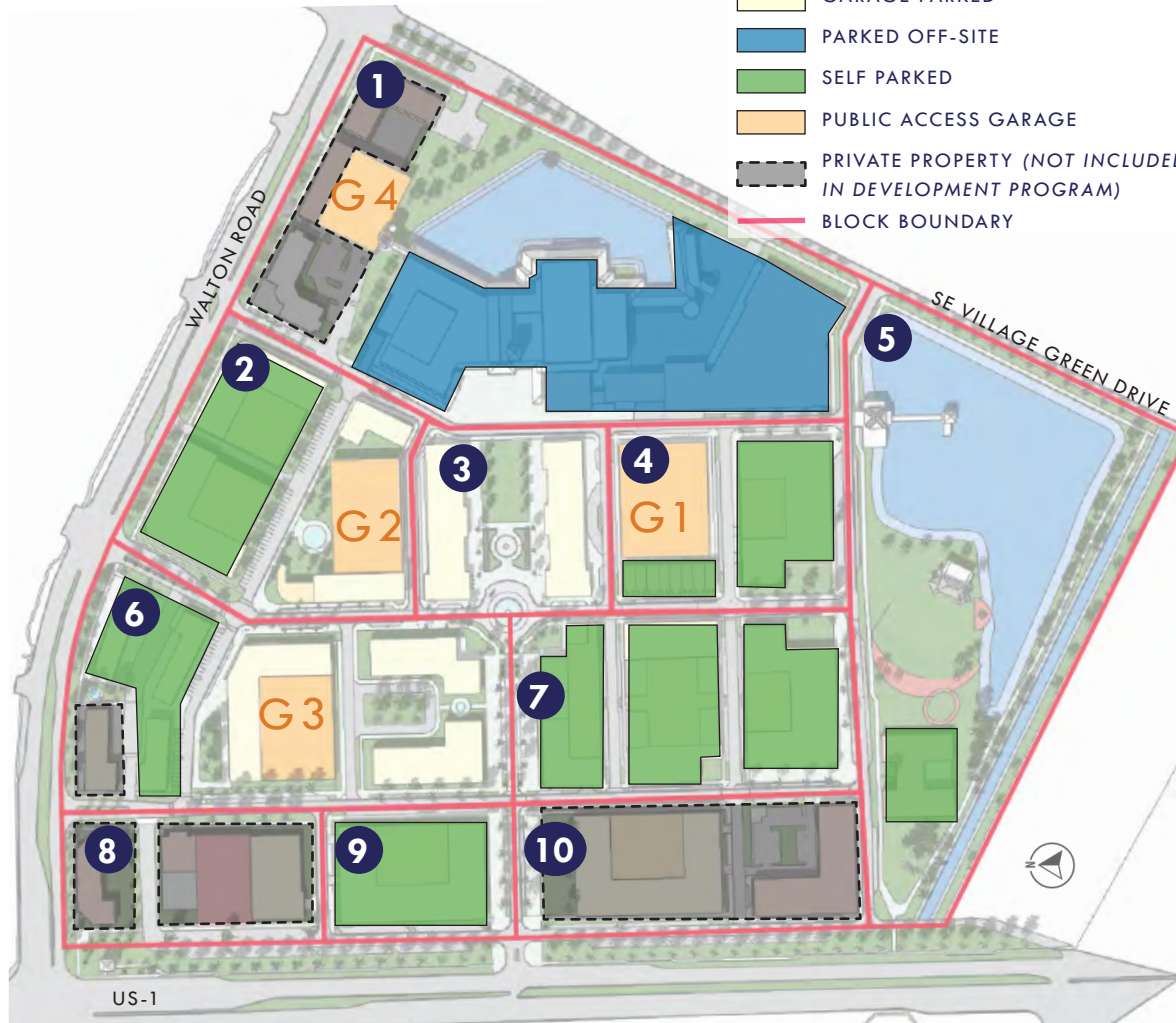 GARAGE PARKED
PARKED OFF-SITE
SELF PARKED
PUBLIC ACCESS GARAGE
PRIVATE PROPERTY (NOT INCLUDE
IN DEVELOPMENT PROGRAM)
BLOCK BOUNDARY
1
G4
WALTON ROAD
SE VILLAGE GREEN DRIVE
5
2
3
4
G2
G1
6
7
G3
8
9
10
N
US-1